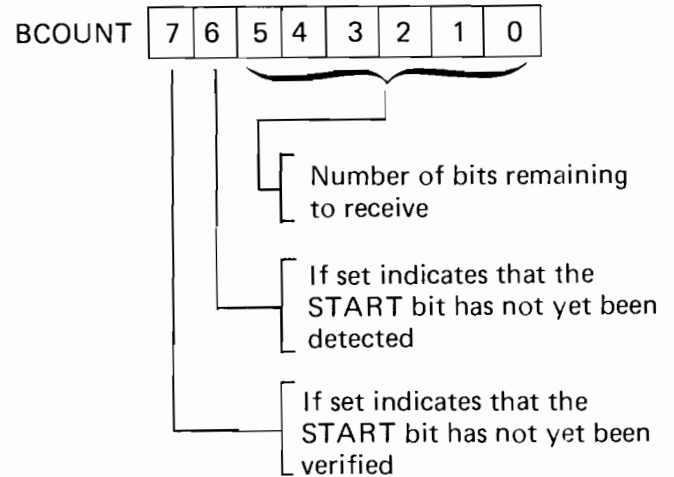 BCOUNT 7 6 5 4 3 2 1 0
Number of bits remaining
to receive
If set indicates that the
START bit has not yet been
detected
If set indicates that the
START bit has not yet been
verified